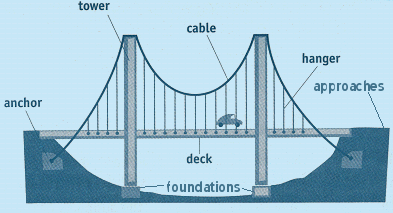 tower
cable
hanger
approaches
anchor
deck
foundations